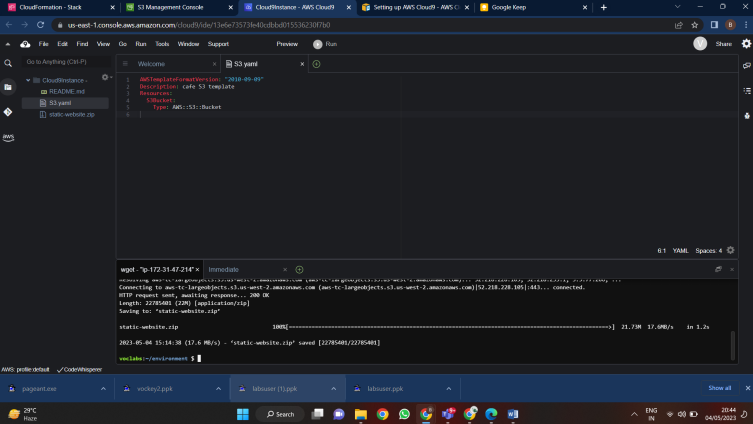 CloudFormation - Stack
S3 Management Console
Cloud9Instance - AWS Cloud9
Setting up AWS Cloud9 - AWS Cl
Google Keep
us-east-1.console.aws.amazon.com/cloud9/ide/13e6e73573fe40cdbbd015536230f7b0
File Edit Find View Go Run Tools Window Support Preview Run Share
Go to Anything (Ctrl-P)
Welcome
S3.yaml
Cloud9Instance -
README.md
S3.yaml
static-website.zip
aws
1 AWSTemplateFormatVersion: "2010-09-09"
2 Description: cafe S3 template
3 Resources:
4 S3Bucket:
5 Type: AWS::S3::Bucket
6
6:1 YAML Spaces: 4
wget - "ip-172-31-47-214"
Immediate
Connecting to aws-tc-largeobjects.s3.us-west-2.amazonaws.com (aws-tc-largeobjects.s3.us-west-2.amazonaws.com)|52.218.228.105|:443... connected.
HTTP request sent, awaiting response... 200 OK
Length: 22785401 (22M) [application/zip]
Saving to: ‘static-website.zip’
static-website.zip 100%[=====================================================>] 21.73M 17.6MB/s in 1.2s
2023-05-04 15:14:38 (17.6 MB/s) - ‘static-website.zip’ saved [22785401/22785401]
voclabs:~/environment $
AWS: profile:default ✓CodeWhisperer
pageant.exe
vockey2.ppk
labsuser (1).ppk
labsuser.ppk
Show all
29°C
Haze
Search
ENG
IN
20:44
04/05/2023